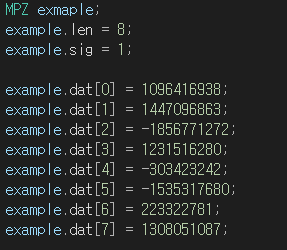 MPZ exmaple;
example.len = 8;
example.sig = 1;
example.dat[0] = 1096416938;
example.dat[1] = 1447096863;
example.dat[2] = -1856771272;
example.dat[3] = 1231516280;
example.dat[4] = -303423242;
example.dat[5] = -1535317680;
example.dat[6] = 223322781;
example.dat[7] = 1308051087;